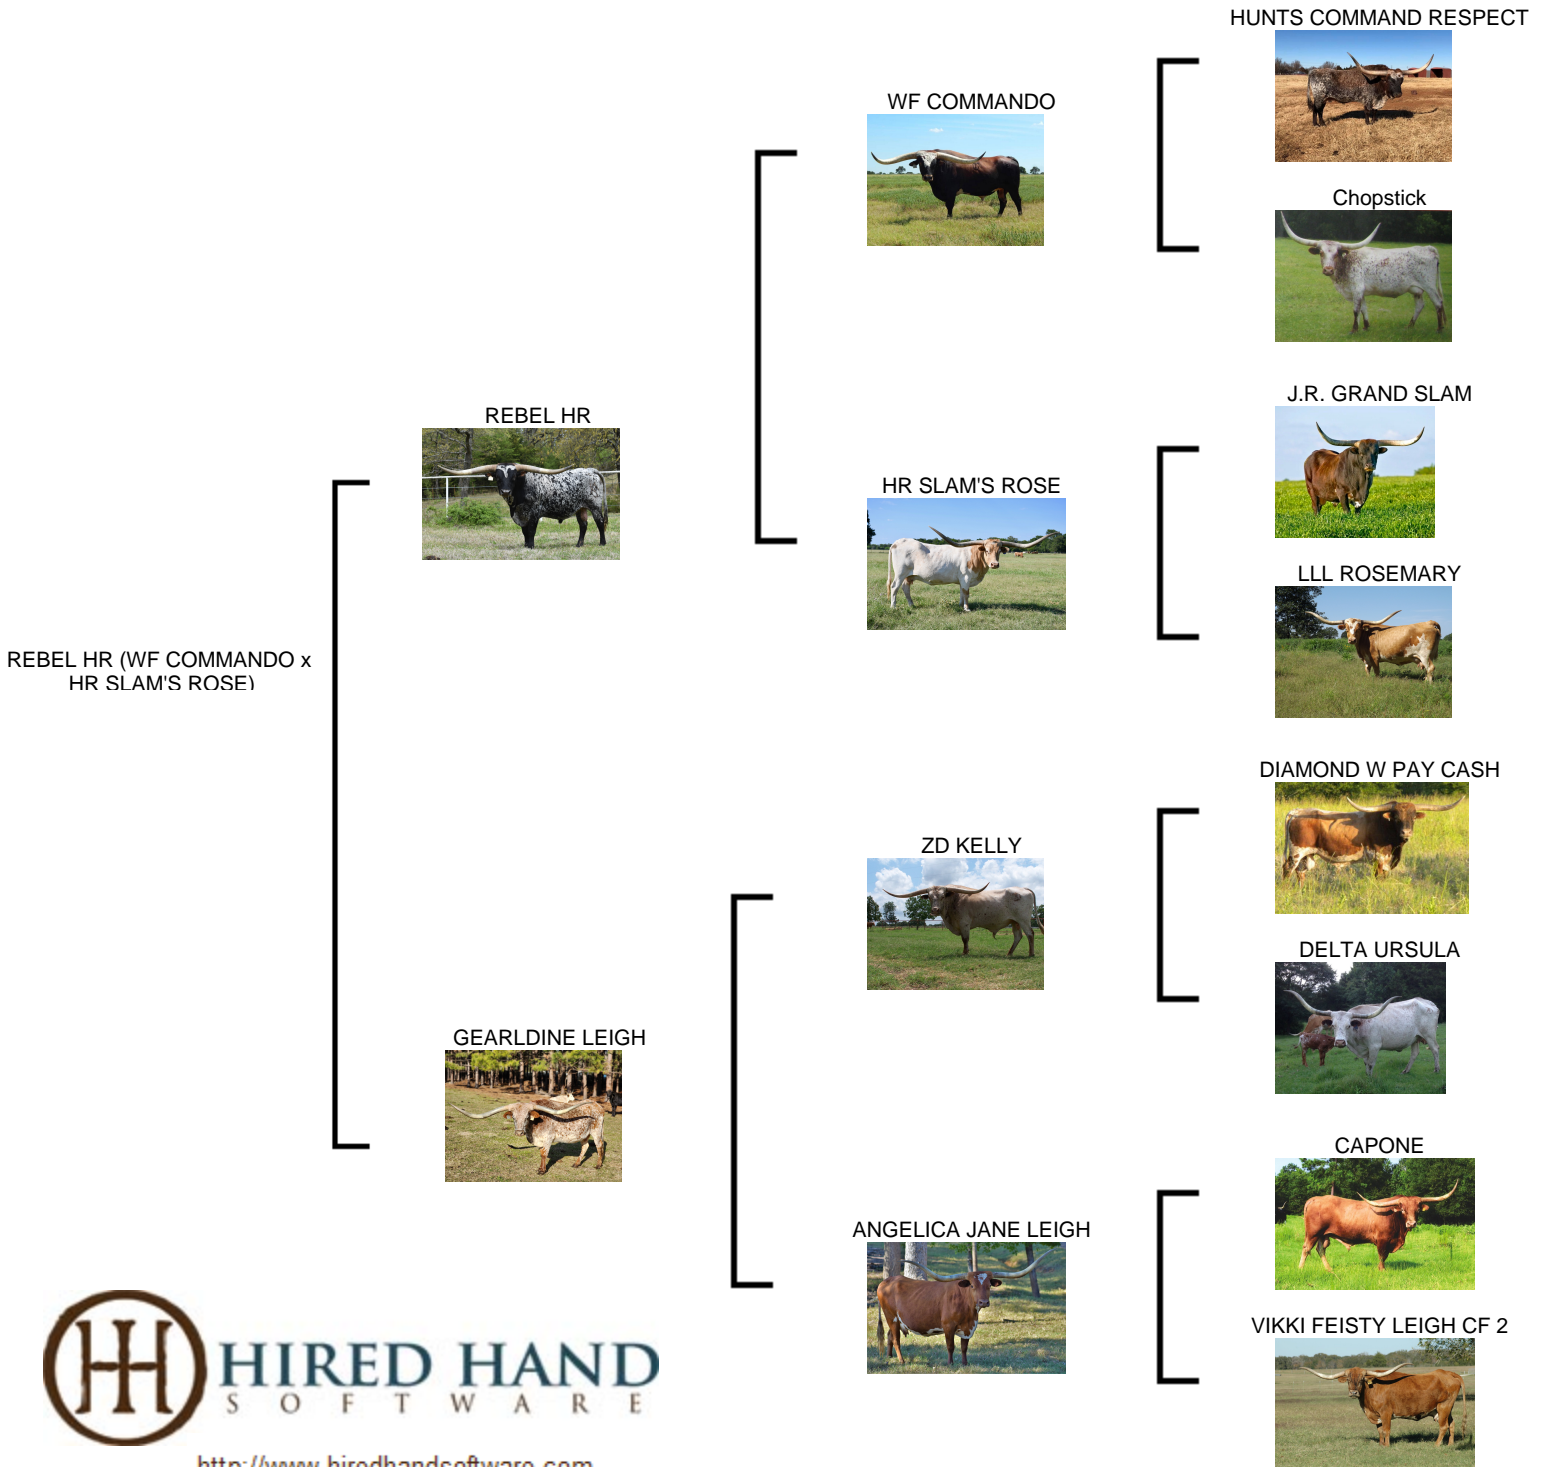 HUNTS COMMAND RESPECT
WF COMMANDO
Chopstick
J.R. GRAND SLAM
REBEL HR
HR SLAM'S ROSE
LLL ROSEMARY
REBEL HR (WF COMMANDO x
HR SLAM'S ROSE)
DIAMOND W PAY CASH
ZD KELLY
DELTA URSULA
GEARLDINE LEIGH
CAPONE
ANGELICA JANE LEIGH
VIKKI FEISTY LEIGH CF 2
HIRED HAND
SOFTWARE
http://www.hiredhandsoftware.com